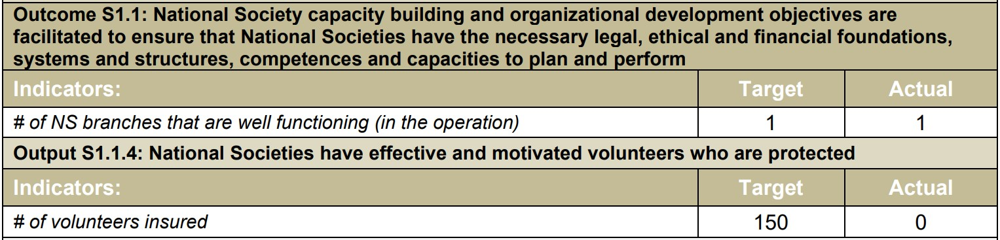 Outcome S1.1: National Society capacity building and organizational development objectives are
facilitated to ensure that National Societies have the necessary legal, ethical and financial foundations,
systems and structures, competences and capacities to plan and perform
Indicators: Target Actual
# of NS branches that are well functioning (in the operation) 1 1
Output S1.1.4: National Societies have effective and motivated volunteers who are protected
Indicators: Target Actual
# of volunteers insured 150 0